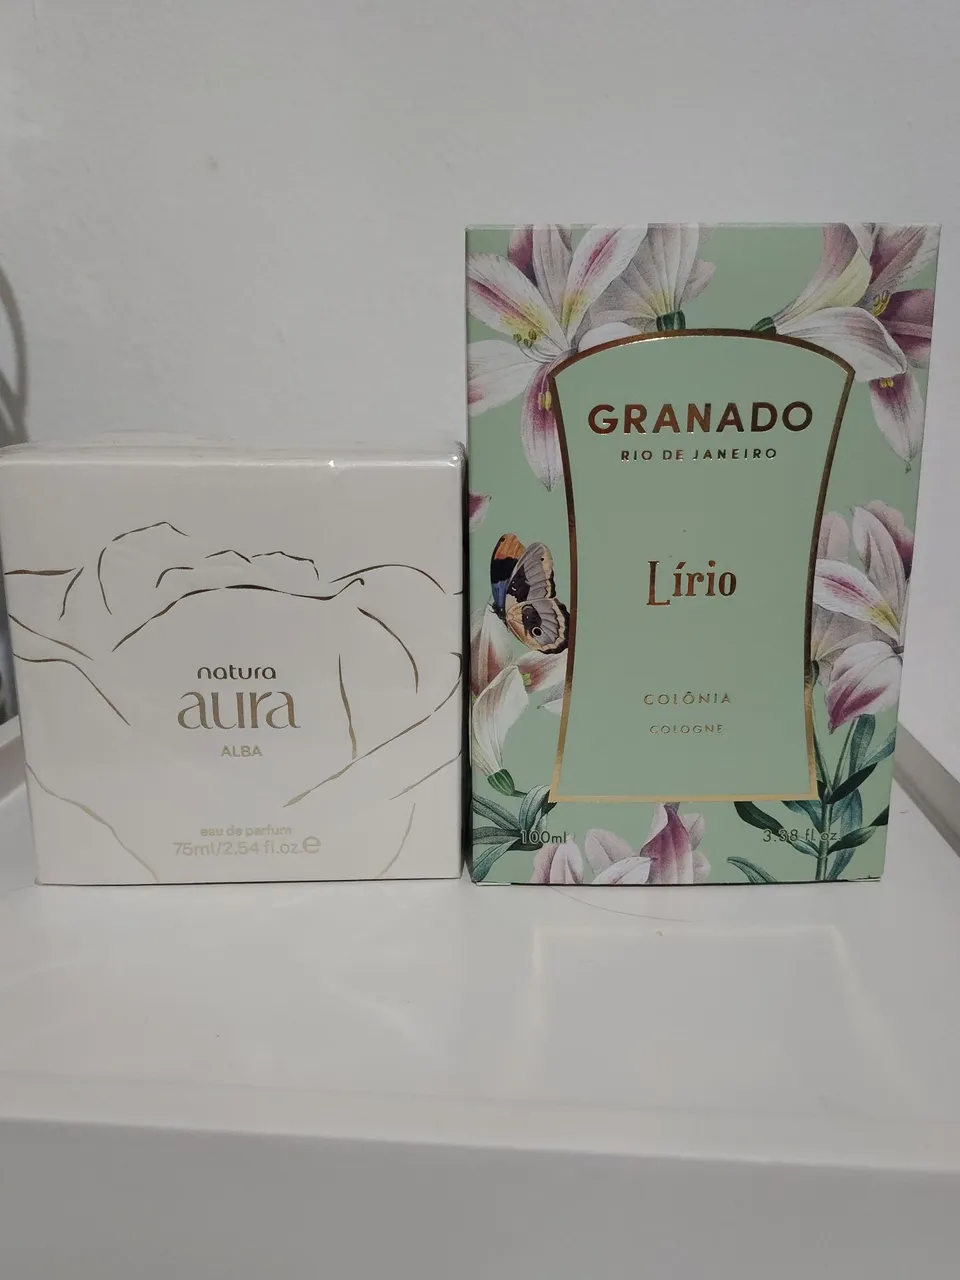 natura
aura
ALBA
eau de parfum
75ml/2.54 fl.oz.e
GRANADO
RIO DE JANEIRO
Lírio
COLÔNIA
COLOGNE
100ml
3.38 fl. oz.